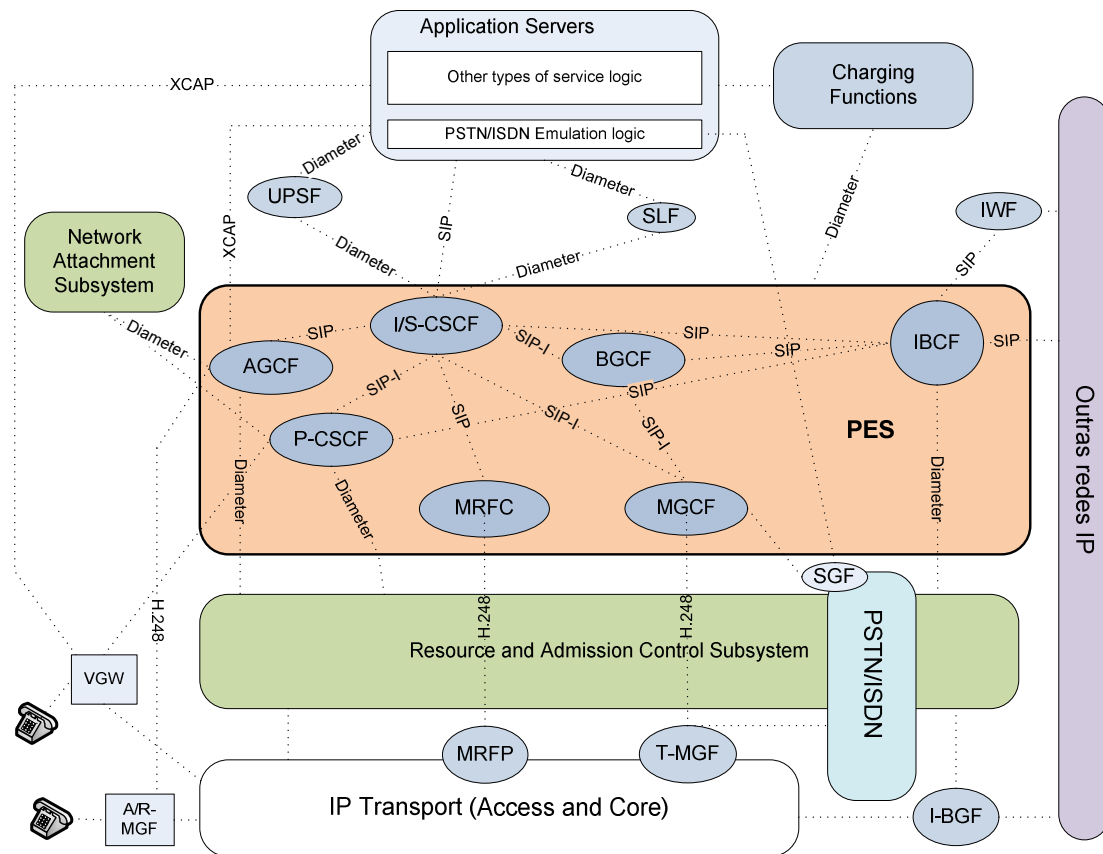 Application Servers
Other types of service logic
PSTN/ISDN Emulation logic
Charging
Functions
XCAP
Diameter
UPSF
SIP
Diameter
SLF
Diameter
IWF
XCAP
Network
Attachment
Subsystem
Diameter
Diameter
SIP
Diameter
SIP
I/S-CSCF
SIP-I
BGCF
SIP
SIP
IBCF
SIP
AGCF
SIP-I
SIP
SIP
SIP-I
SIP-I
P-CSCF
PES
Diameter
Diameter
Diameter
MRFC
MGCF
Outras redes IP
SGF
PSTN/ISDN
H.248
H.248
H.248
Resource and Admission Control Subsystem
VGW
MRFP
T-MGF
IP Transport (Access and Core)
A/R-
MGF
I-BGF